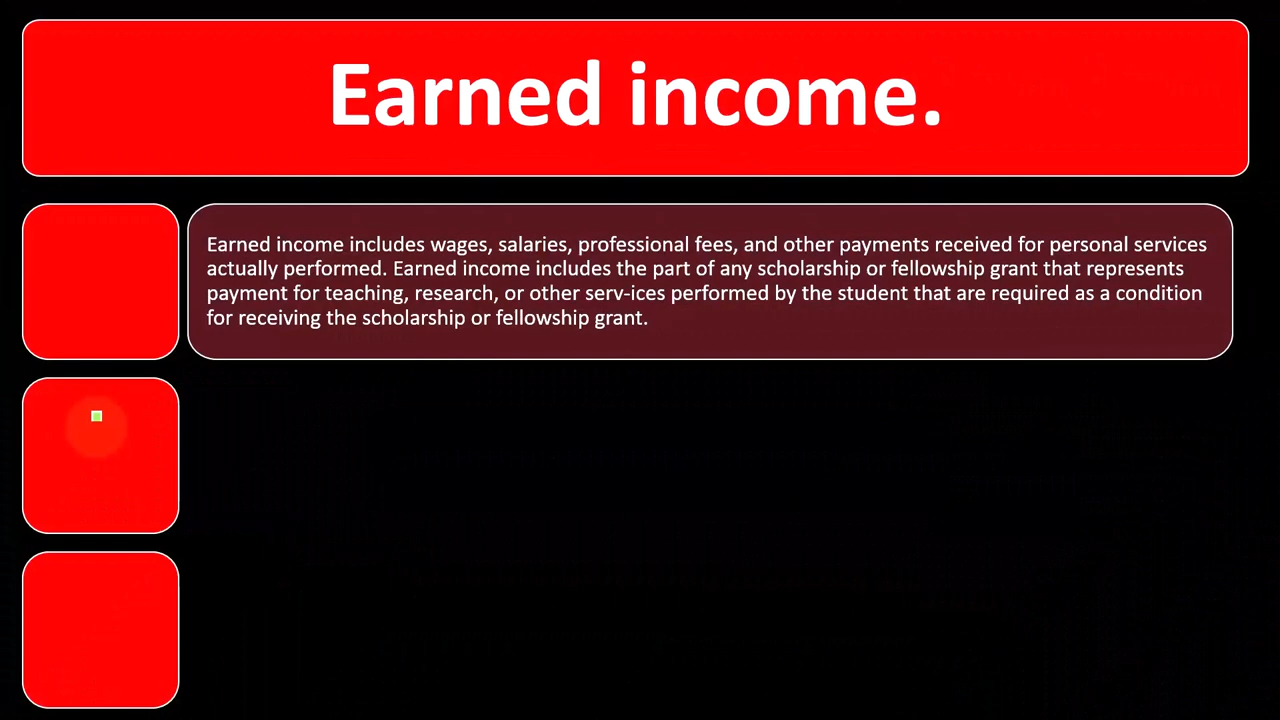 Earned income.
Earned income includes wages, salaries, professional fees, and other payments received for personal services
actually performed. Earned income includes the part of any scholarship or fellowship grant that represents
payment for teaching, research, or other serv-ices performed by the student that are required as a condition
for receiving the scholarship or fellowship grant.